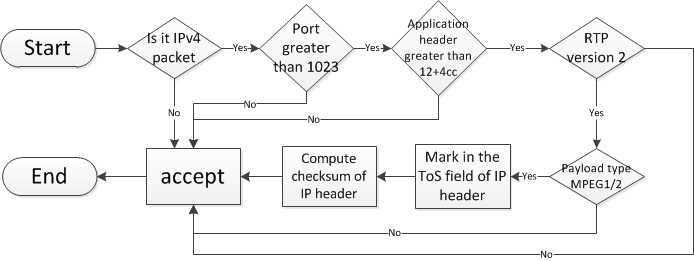 Start
Is it IPv4
packet
Yes
Port
greater
than 1023
Yes
Application
header
greater than
12+4cc
Yes
RTP
version 2
No
No
No
Yes
End
accept
Compute
checksum of
IP header
Mark in the
ToS field of IP
header
Yes
Payload type
MPEG1/2
No
No